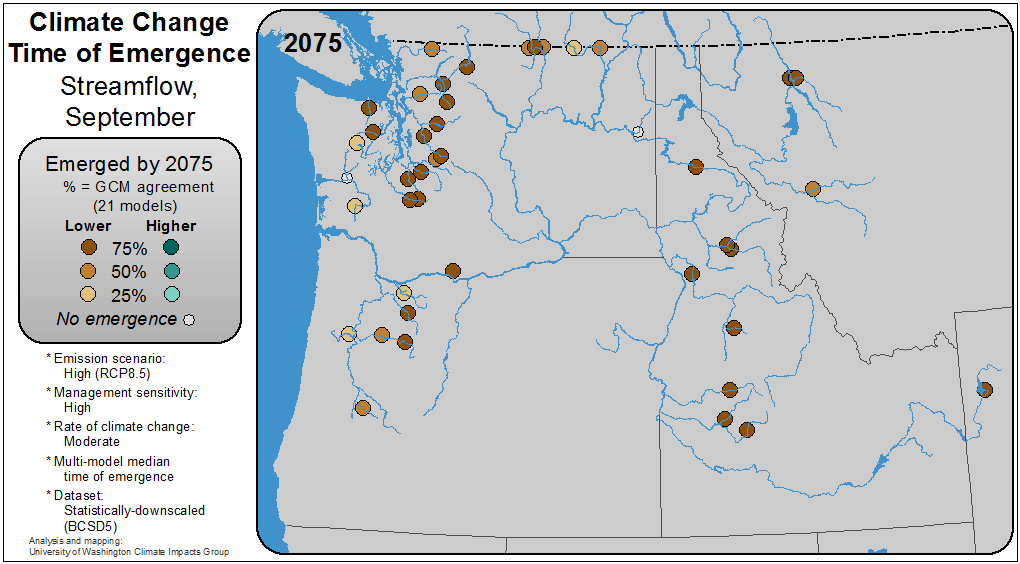 Climate Change
Time of Emergence
Streamflow,
September
2075
Emerged by 2075
% = GCM agreement
(21 models)
Lower Higher
75%
50%
25%
No emergence
* Emission scenario:
High (RCP8.5)
* Management sensitivity:
High
* Rate of climate change:
Moderate
* Multi-model median
time of emergence
* Dataset:
Statistically-downscaled
(BCSD5)
Analysis and mapping:
University of Washington Climate Impacts Group